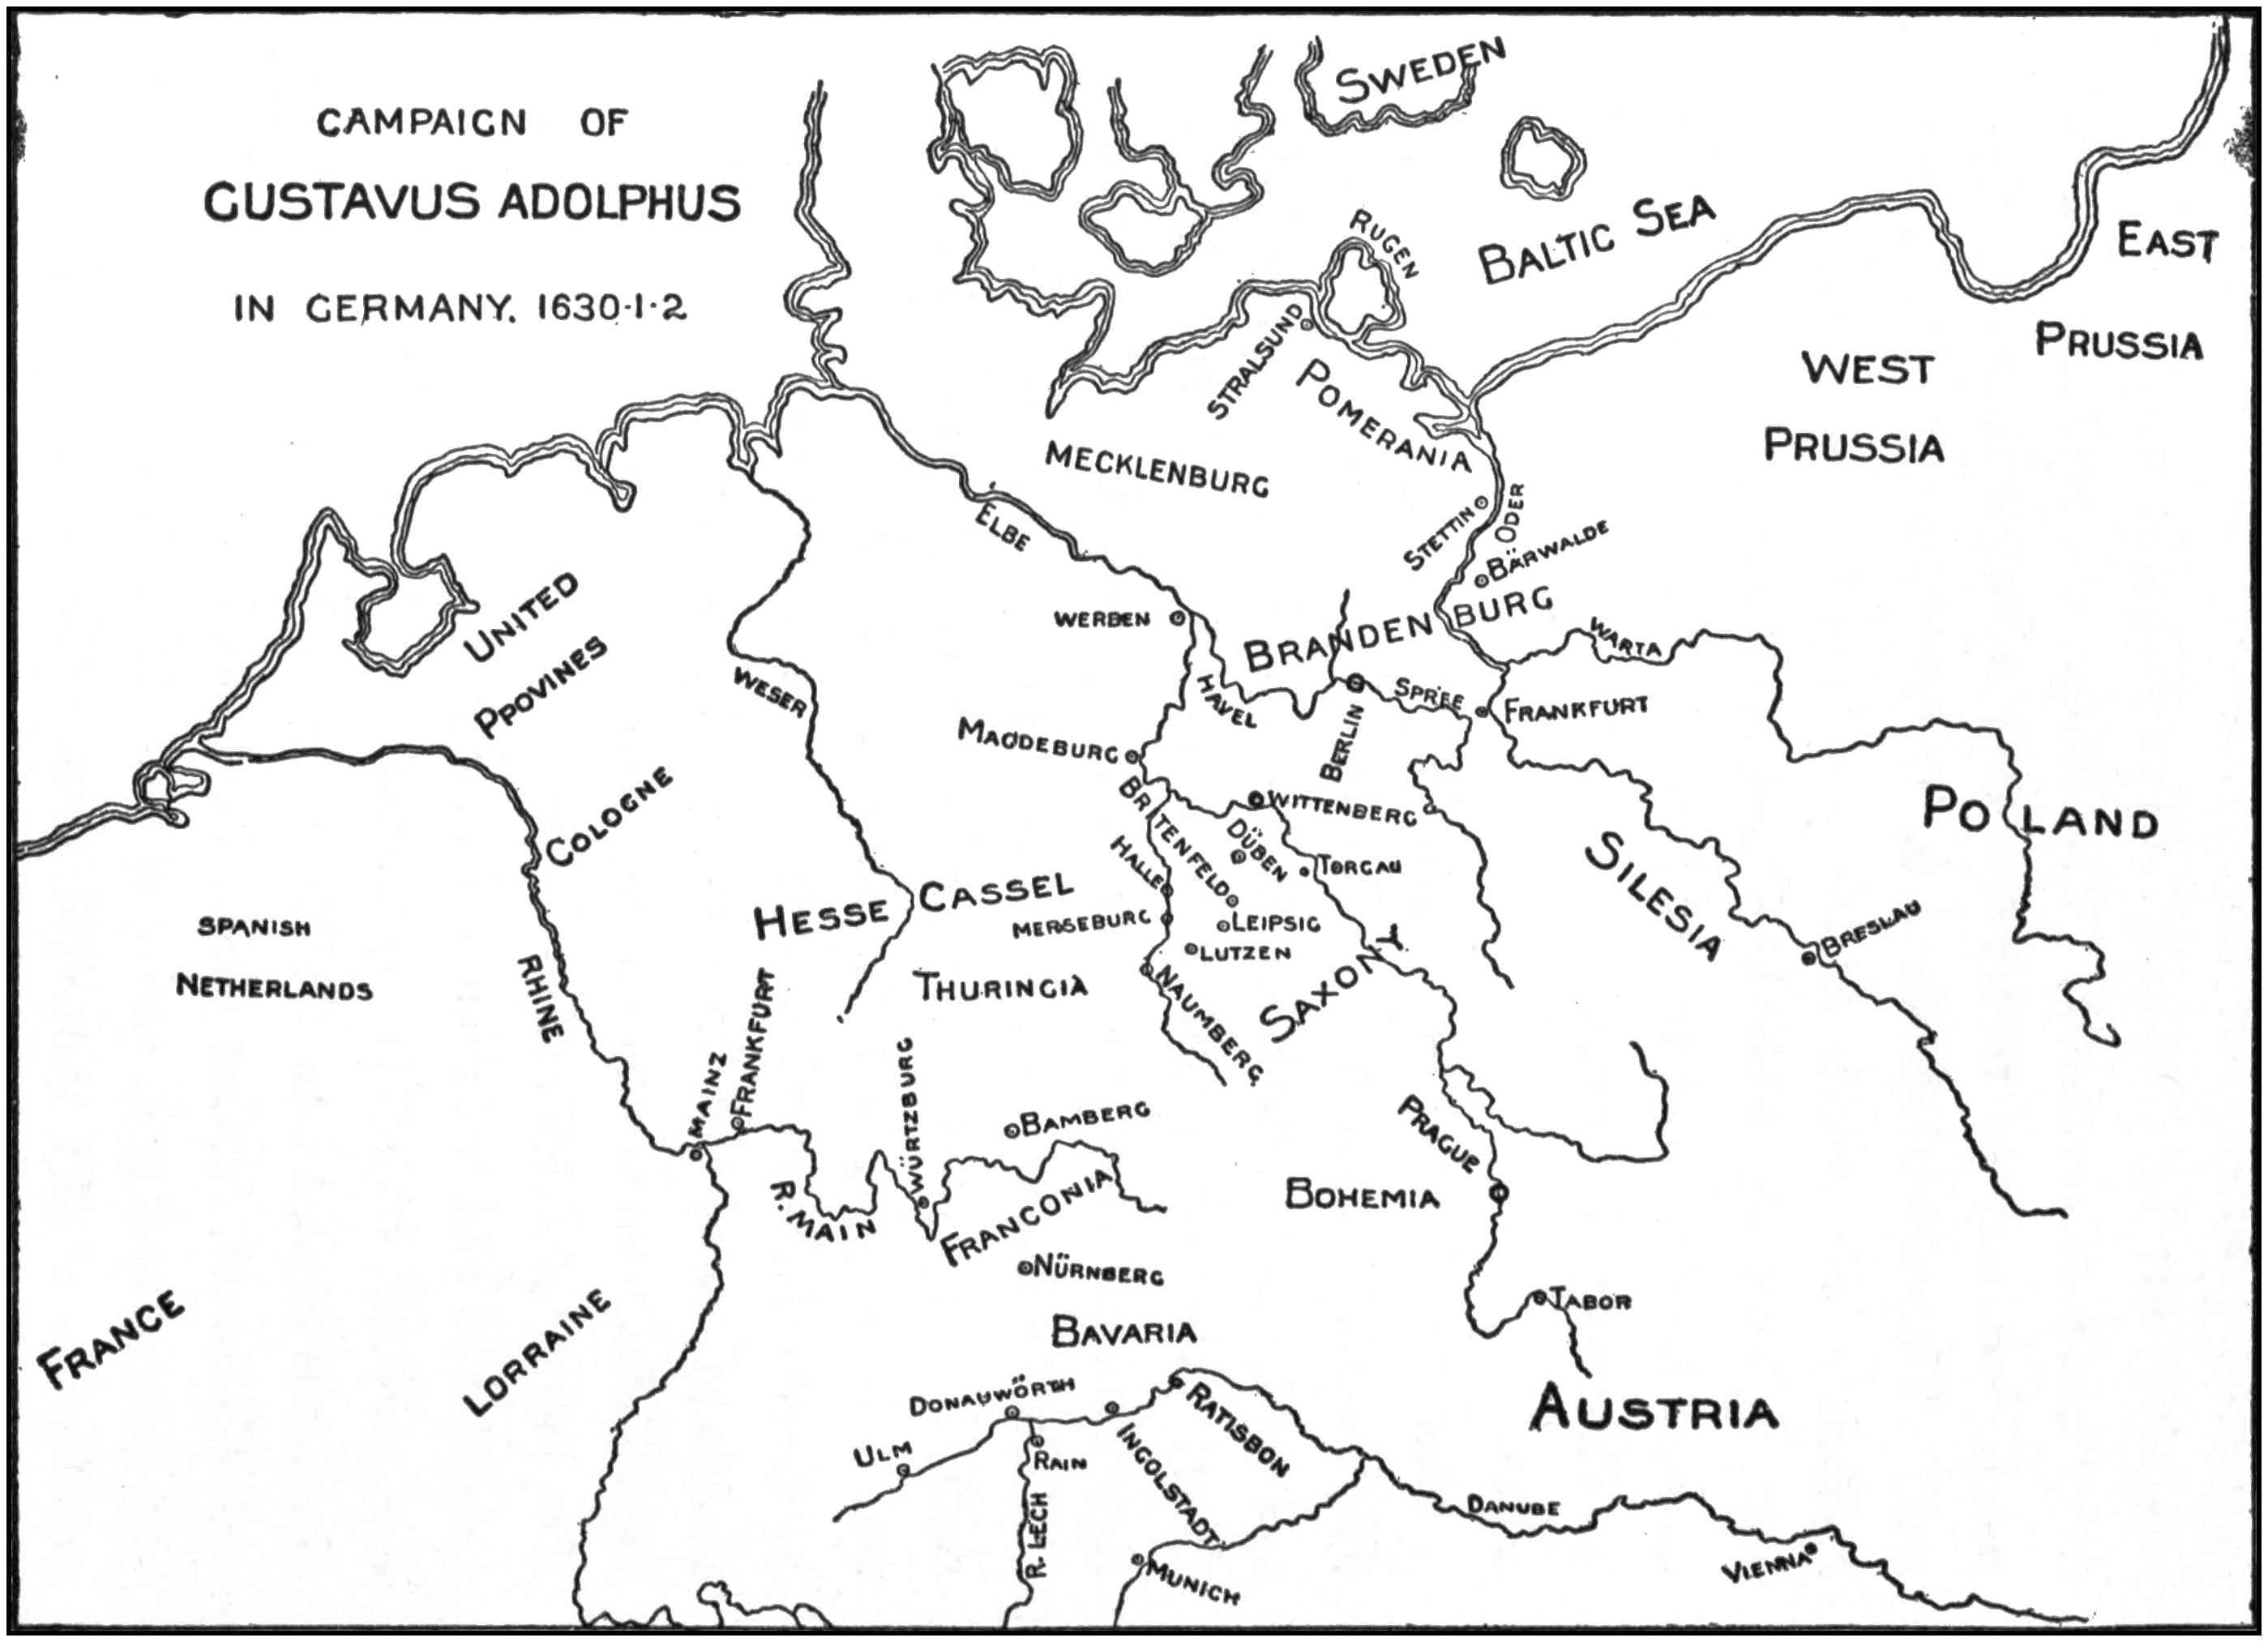 CAMPAIGN OF
GUSTAVUS ADOLPHUS
IN GERMANY. 1630-1-2
SWEDEN
BALTIC SEA
RUGEN
EAST
PRUSSIA
WEST
PRUSSIA
STRALSUND
POMERANIA
MECKLENBURG
ELBE
STETTIN
ODER
BÄRWALDE
UNITED
PPOVINES
WERBEN
BRANDENBURG
WARTA
WESER
HAVEL
SPREE
FRANKFURT
BERLIN
MAGDEBURG
COLOGNE
WITTENBERG
BRITENFELD
DÜBEN
TORGAU
HALLE
POLAND
SILESIA
HESSE CASSEL
MERSEBURG
LEIPSIG
LUTZEN
BRESLAU
SPANISH
NETHERLANDS
RHINE
THURINGIA
NAUMBERG
SAXONY
MAINZ
FRANKFURT
WÜRTZBURG
BAMBERG
PRAGUE
R. MAIN
FRANCONIA
BOHEMIA
NÜRNBERG
TABOR
FRANCE
LORRAINE
BAVARIA
AUSTRIA
DONAUWÖRTH
RATISBON
ULM
RAIN
INGOLSTADT
R. LECH
DANUBE
MUNICH
VIENNA